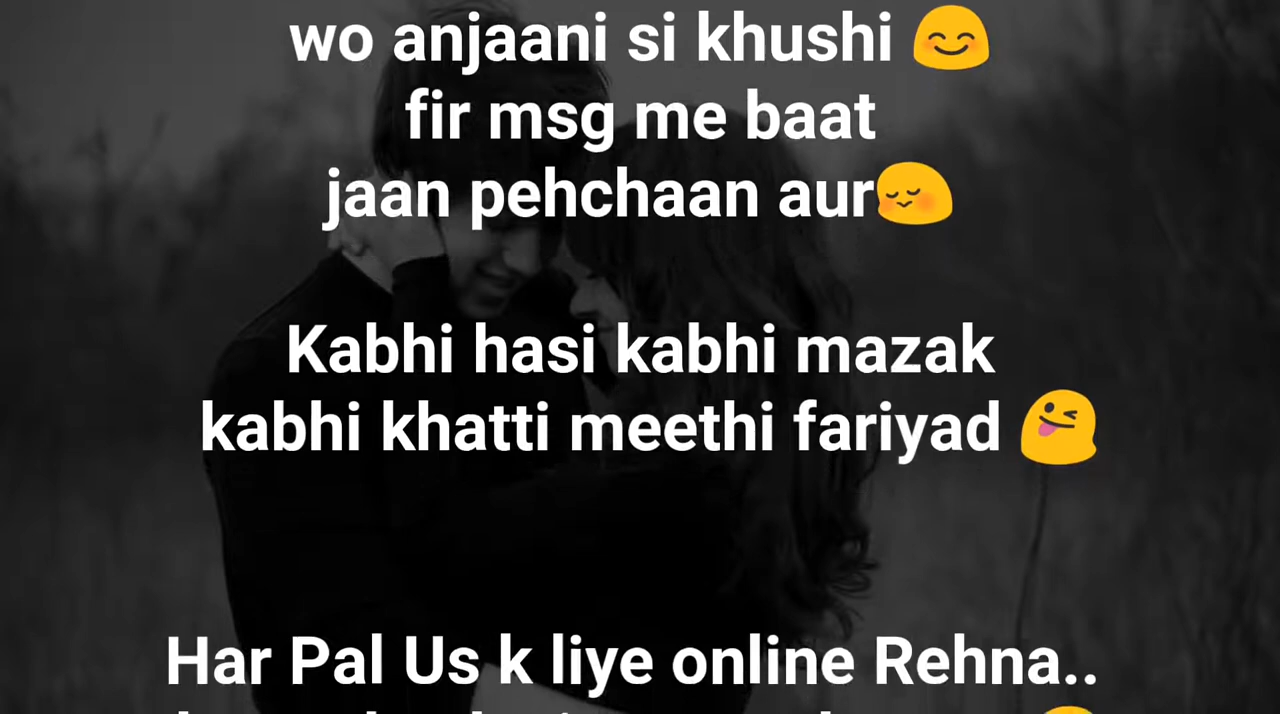 wo anjaani si khushi 😊
fir msg me baat
jaan pehchaan aur😌
Kabhi hasi kabhi mazak
kabhi khatti meethi fariyad 😜
Har Pal Us k liye online Rehna..